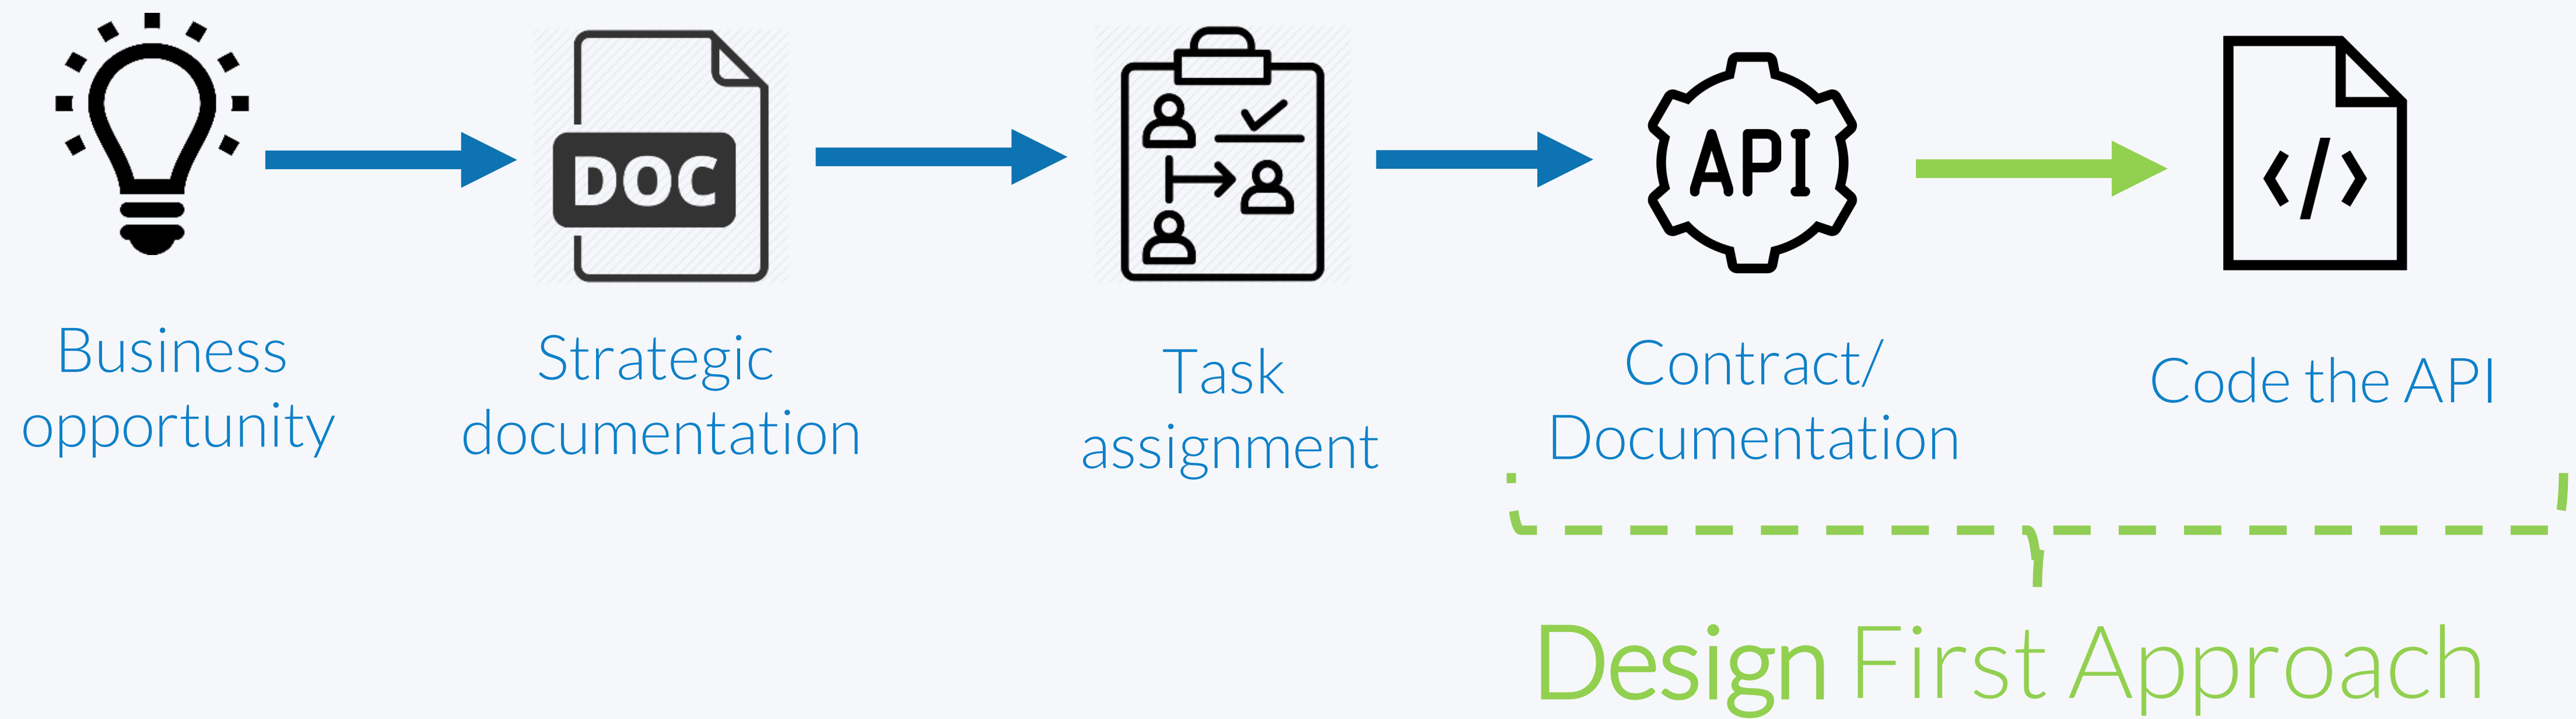 DOC
API
</>
Business
opportunity
Strategic
documentation
Task
assignment
Contract/
Documentation
Code the API
Design First Approach